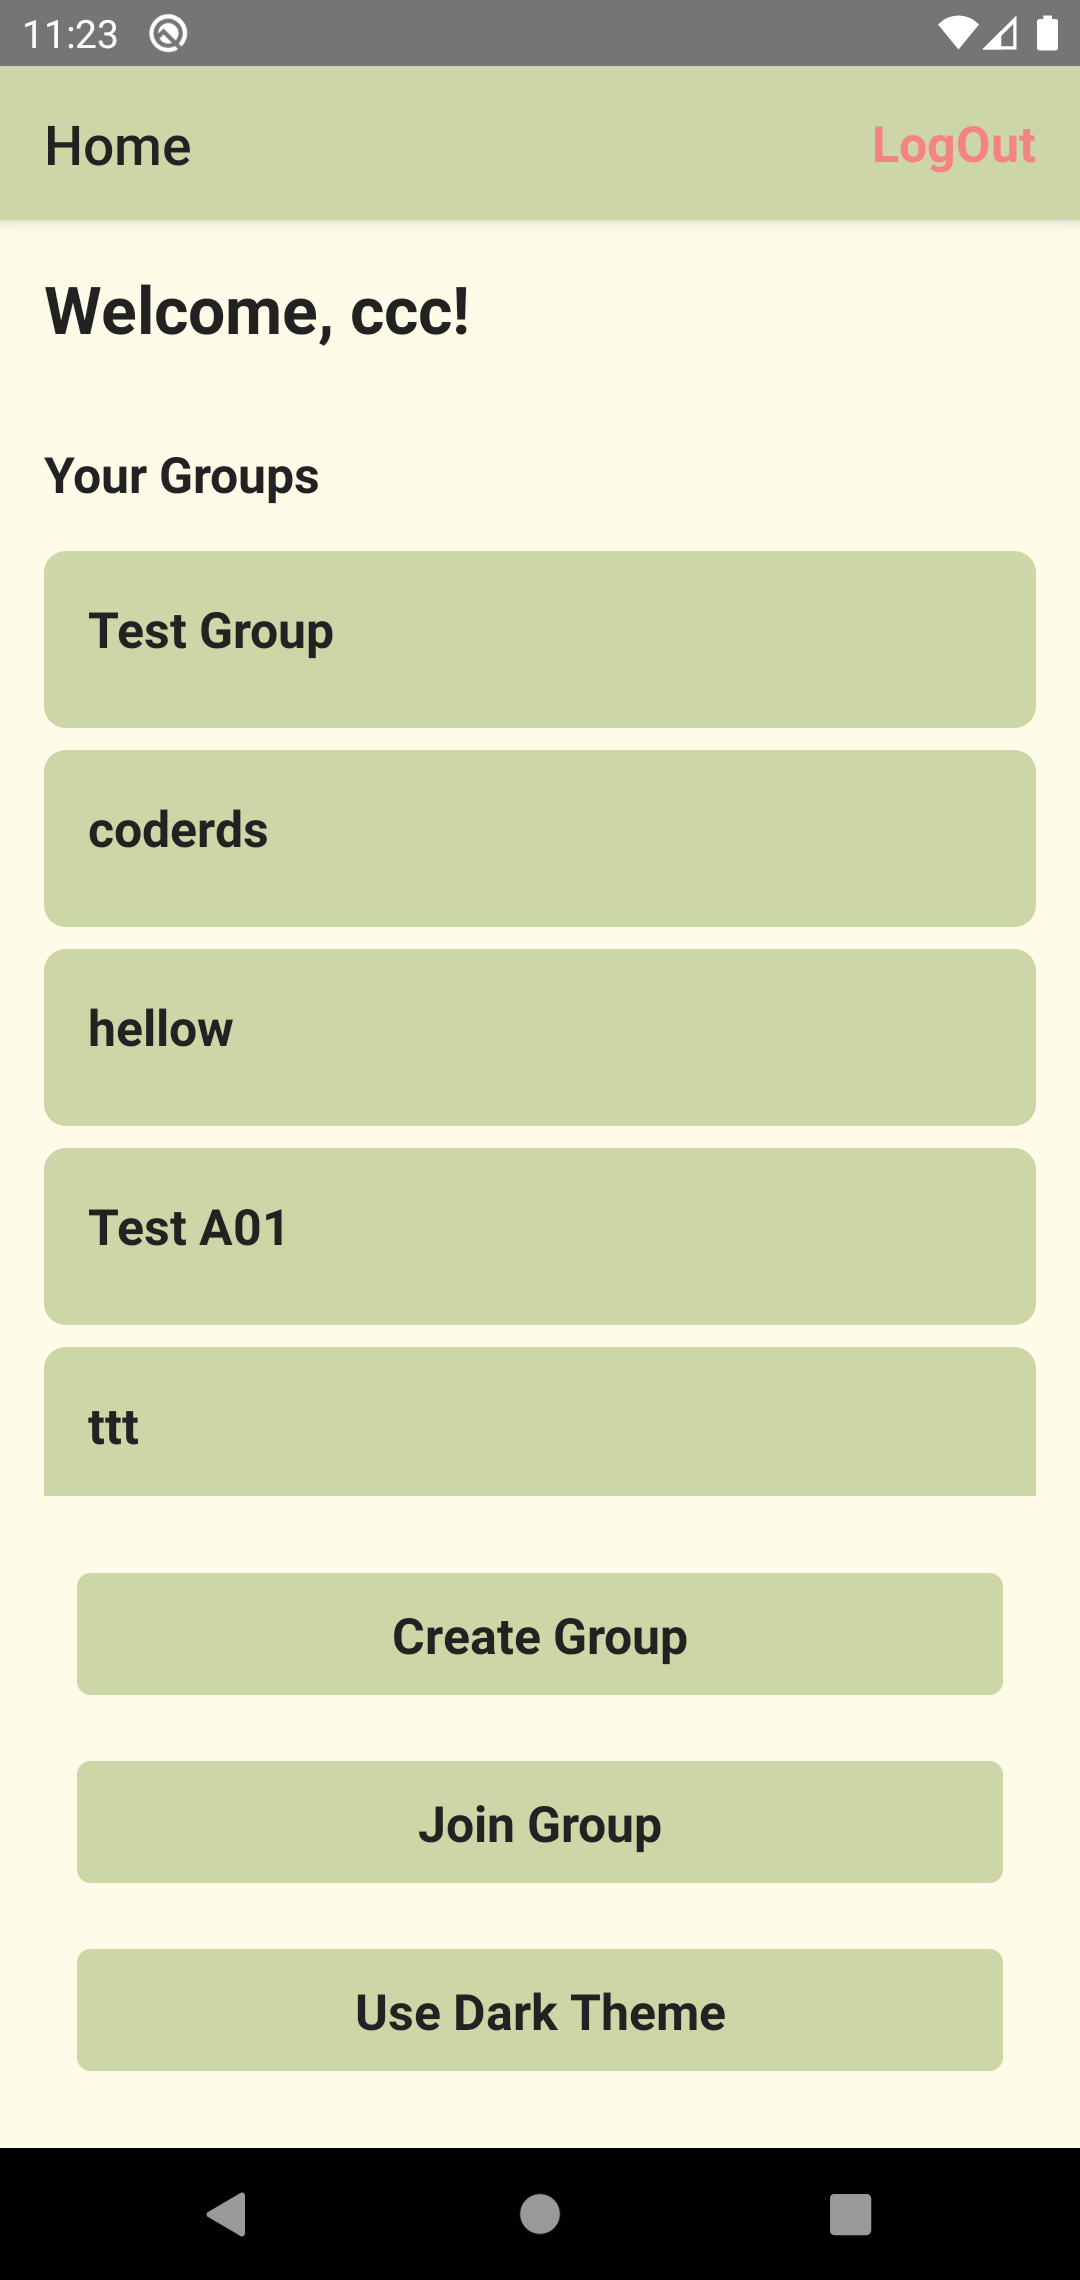 11:23
Home
LogOut
Welcome, ccc!
Your Groups
Test Group
coderds
hellow
Test A01
ttt
Create Group
Join Group
Use Dark Theme